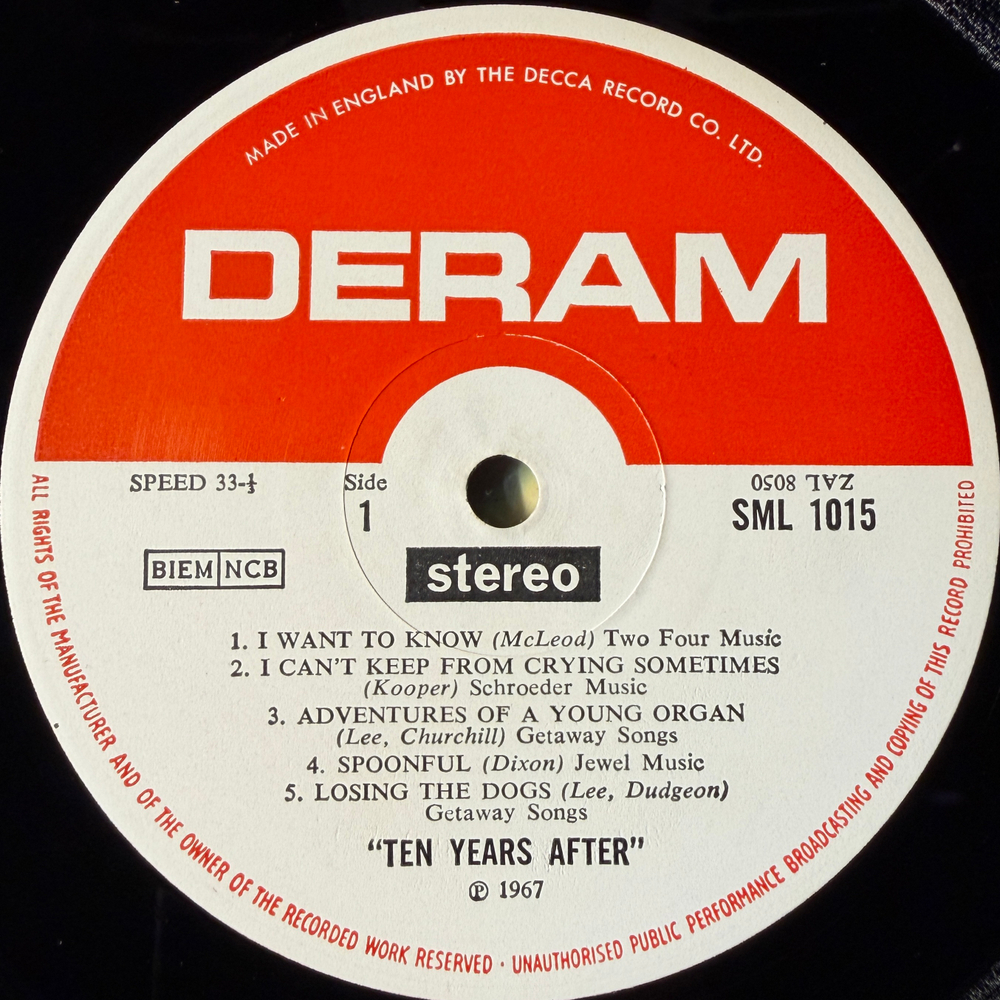 MADE IN ENGLAND BY THE DECCA RECORD CO. LTD.
DERAM
SPEED 33-⅓
Side
1
ZAL 8050
SML 1015
BIEM NCB
stereo
1. I WANT TO KNOW (McLeod) Two Four Music
2. I CAN'T KEEP FROM CRYING SOMETIMES
(Kooper) Schroeder Music
3. ADVENTURES OF A YOUNG ORGAN
(Lee, Churchill) Getaway Songs
4. SPOONFUL (Dixon) Jewel Music
5. LOSING THE DOGS (Lee, Dudgeon)
Getaway Songs
"TEN YEARS AFTER"
℗ 1967
ALL RIGHTS OF THE MANUFACTURER AND OF THE OWNER OF THE RECORDED WORK RESERVED · UNAUTHORISED PUBLIC PERFORMANCE BROADCASTING AND COPYING OF THIS RECORD PROHIBITED